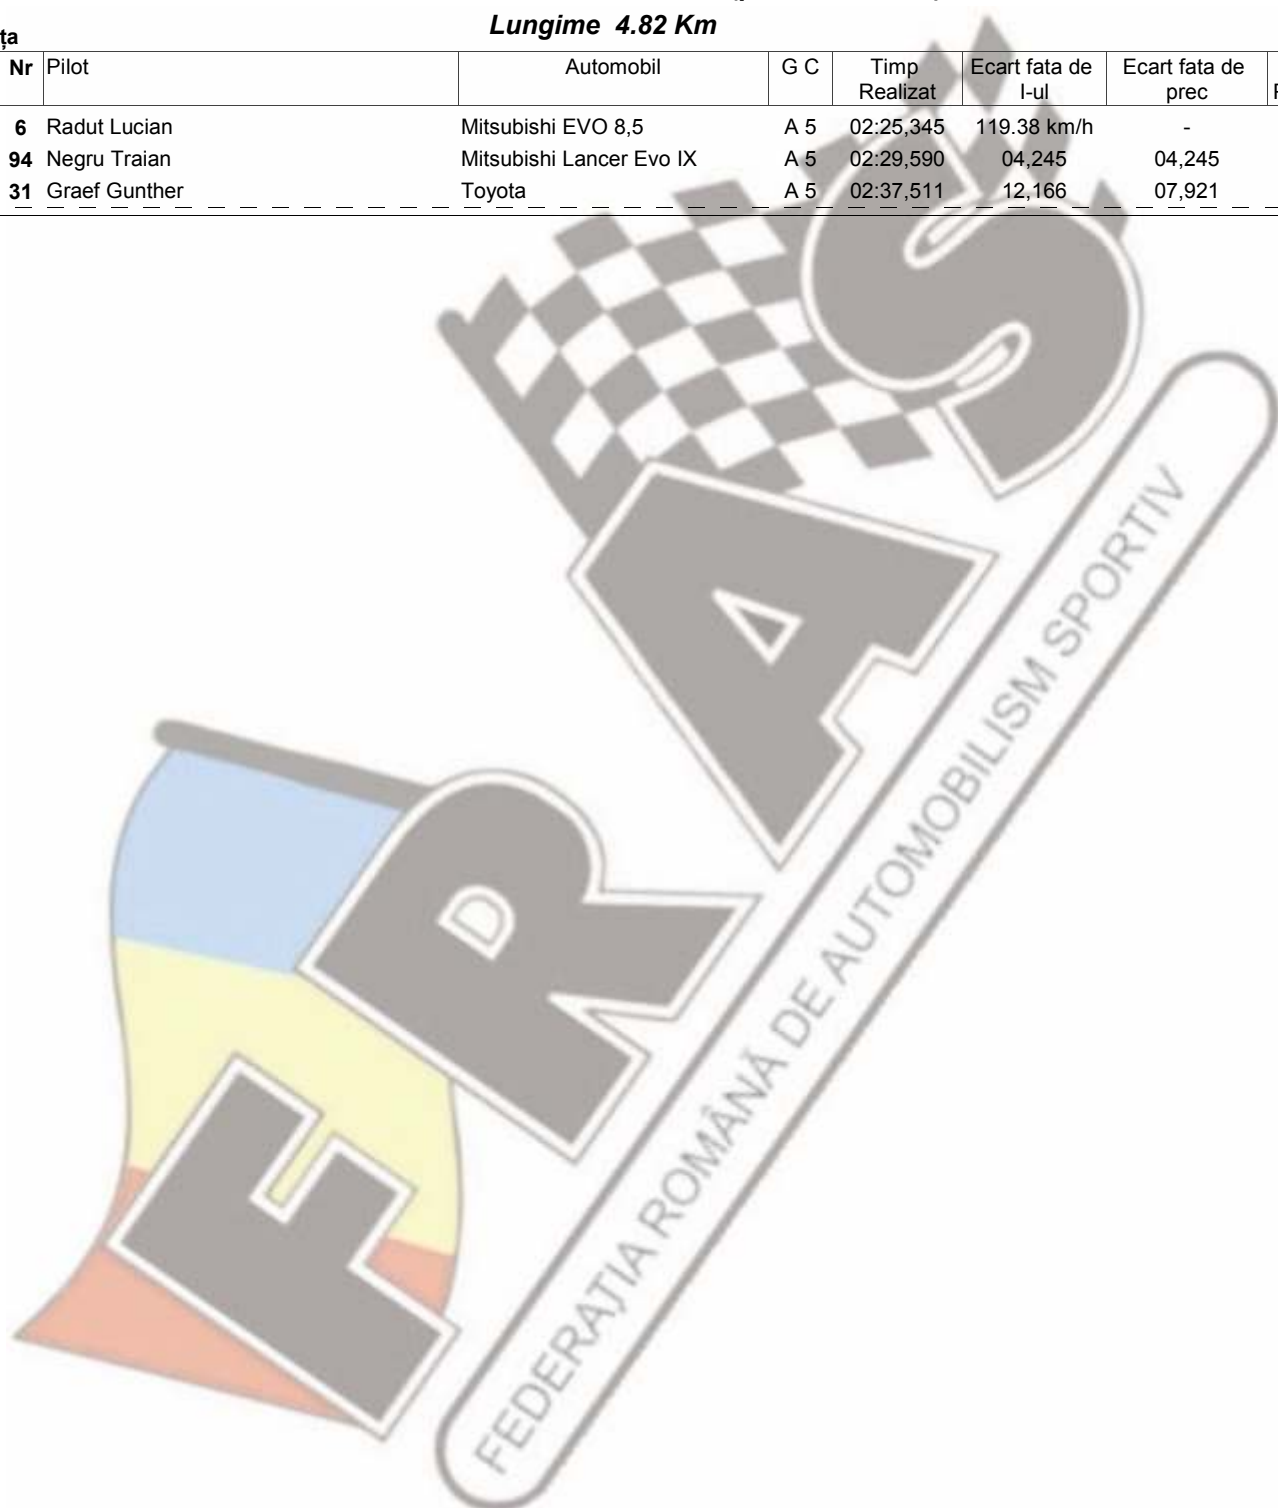 Lungime 4.82 Km
ța
Nr Pilot Automobil G C Timp Realizat Ecart fata de I-ul Ecart fata de prec
6 Radut Lucian Mitsubishi EVO 8,5 A 5 02:25,345 119.38 km/h -
94 Negru Traian Mitsubishi Lancer Evo IX A 5 02:29,590 04,245 04,245
31 Graef Gunther Toyota A 5 02:37,511 12,166 07,921
FRAS
FEDERAȚIA ROMÂNĂ DE AUTOMOBILISM SPORTIV